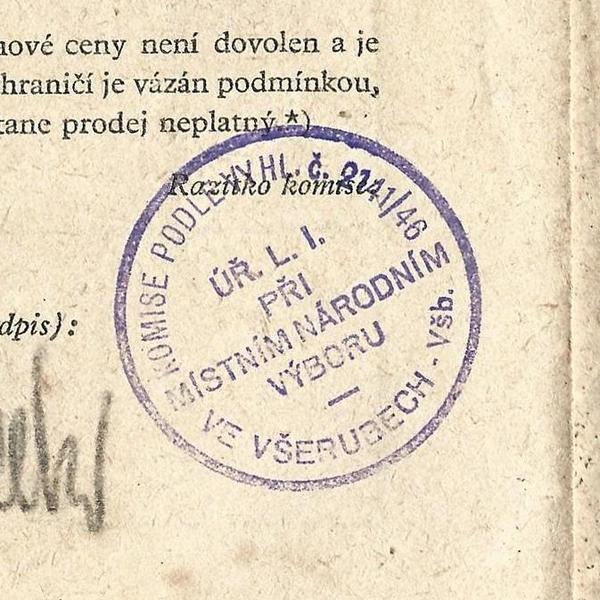 nové ceny není dovolen a je
hraničí je vázán podmínkou,
tane prodej neplatný.*)
Razítko komise:
KOMISE PODLE VYHL. č. 2141/46
ÚŘ. L. I.
PŘI
MÍSTNÍM NÁRODNÍM
VÝBORU
VE VŠERUBECH - Všb.
dpis):